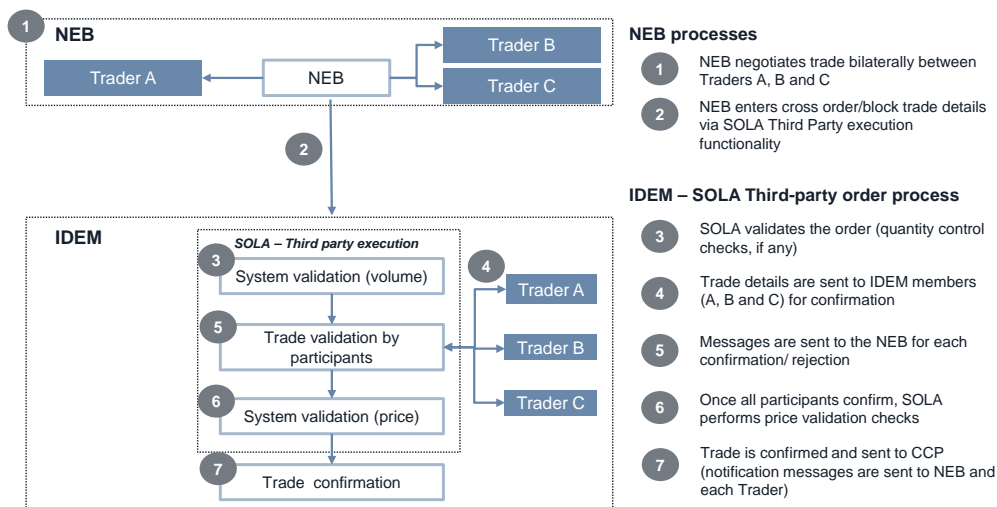 1
NEB
Trader A
NEB
Trader B
Trader C
2
IDEM
SOLA – Third party execution
3
System validation (volume)
4
Trader A
5
Trade validation by
participants
Trader B
6
System validation (price)
Trader C
7
Trade confirmation
NEB processes
1
NEB negotiates trade bilaterally between
Traders A, B and C
2
NEB enters cross order/block trade details
via SOLA Third Party execution
functionality
IDEM – SOLA Third-party order process
3
SOLA validates the order (quantity control
checks, if any)
4
Trade details are sent to IDEM members
(A, B and C) for confirmation
5
Messages are sent to the NEB for each
confirmation/ rejection
6
Once all participants confirm, SOLA
performs price validation checks
7
Trade is confirmed and sent to CCP
(notification messages are sent to NEB and
each Trader)